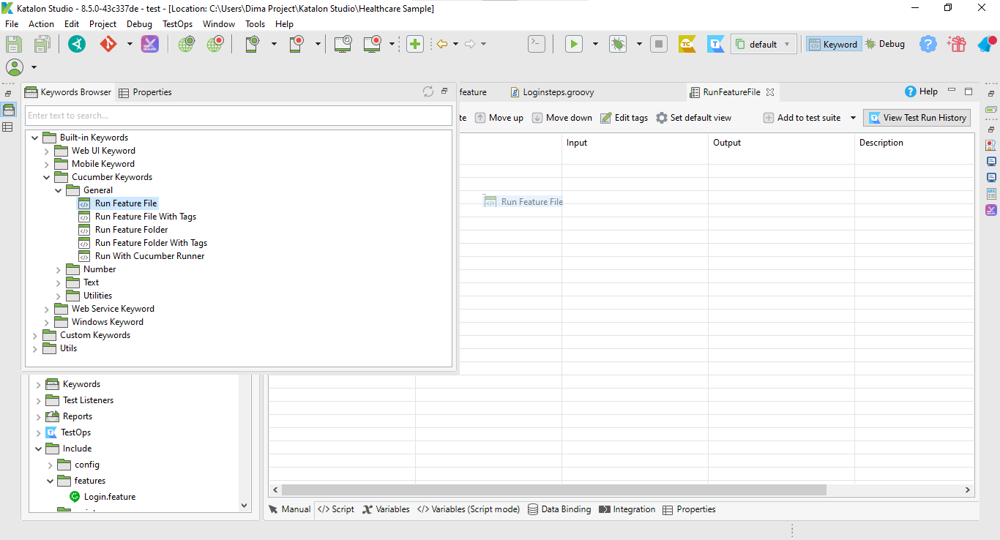 Katalon Studio - 8.5.0-43c337de - test - [Location: C:\Users\Dima Project\Katalon Studio\Healthcare Sample]
File Action Edit Project Debug TestOps Window Tools Help
default Keyword Debug
Keywords Browser Properties
feature Loginsteps.groovy RunFeatureFile Help
Enter text to search...
te Move up Move down Edit tags Set default view Add to test suite View Test Run History
Input Output Description
Built-in Keywords
Web UI Keyword
Mobile Keyword
Cucumber Keywords
General
Run Feature File
Run Feature File
Run Feature File With Tags
Run Feature Folder
Run Feature Folder With Tags
Run With Cucumber Runner
Number
Text
Utilities
Web Service Keyword
Windows Keyword
Custom Keywords
Utils
Keywords
Test Listeners
Reports
TestOps
Include
config
features
Login.feature
Manual Script Variables Variables (Script mode) Data Binding Integration Properties